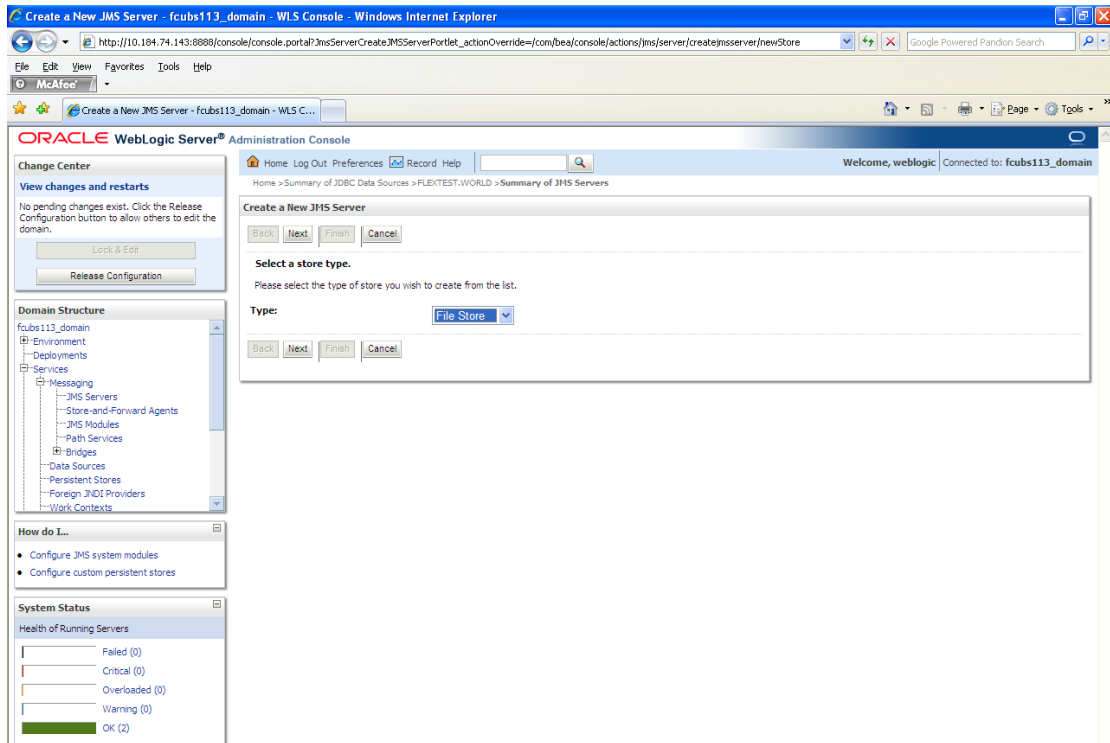 Create a New JMS Server - fcubs113_domain - WLS Console - Windows Internet Explorer
http://10.184.74.143:8888/console/console.portal?JmsServerCreateJMSServerPortlet_actionOverride=/com/bea/console/actions/jms/server/createjmsserver/newStore
Google Powered Pandion Search
File Edit View Favorites Tools Help
McAfee
Create a New JMS Server - fcubs113_domain - WLS C...
Page Tools
ORACLE WebLogic Server® Administration Console
Change Center
View changes and restarts
No pending changes exist. Click the Release
Configuration button to allow others to edit the
domain.
Lock & Edit
Release Configuration
Domain Structure
fcubs113_domain
Environment
Deployments
Services
Messaging
JMS Servers
Store-and-Forward Agents
JMS Modules
Path Services
Bridges
Data Sources
Persistent Stores
Foreign JNDI Providers
Work Contexts
How do I...
Configure JMS system modules
Configure custom persistent stores
System Status
Health of Running Servers
Failed (0)
Critical (0)
Overloaded (0)
Warning (0)
OK (2)
Home Log Out Preferences Record Help
Welcome, weblogic Connected to: fcubs113_domain
Home >Summary of JDBC Data Sources >FLEXTEST.WORLD >Summary of JMS Servers
Create a New JMS Server
Back Next Finish Cancel
Select a store type.
Please select the type of store you wish to create from the list.
Type: File Store
Back Next Finish Cancel